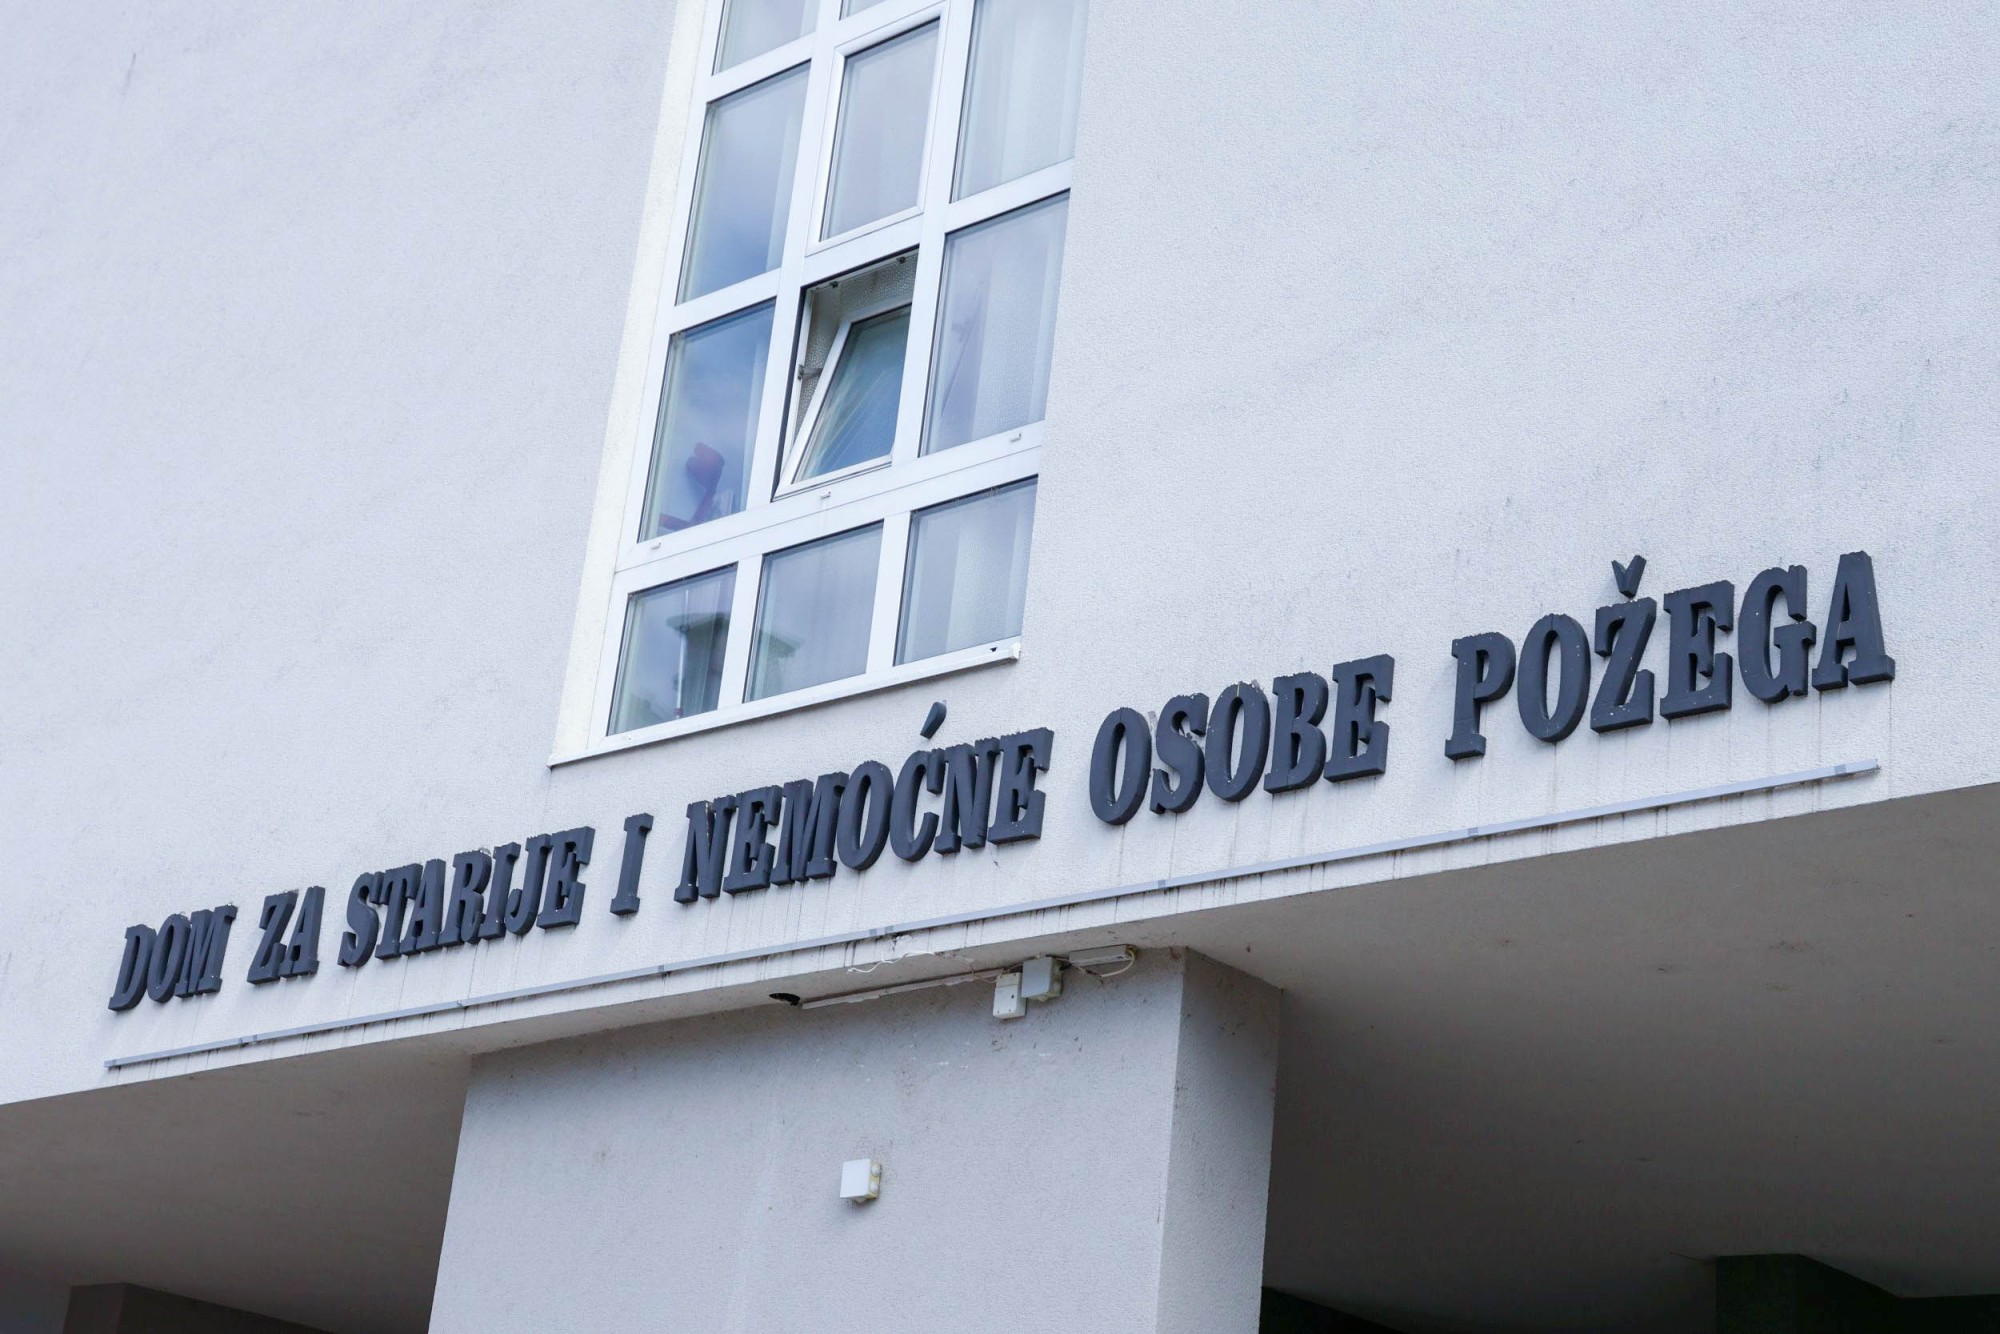 DOM ZA STARIJE I NEMOĆNE OSOBE POŽEGA